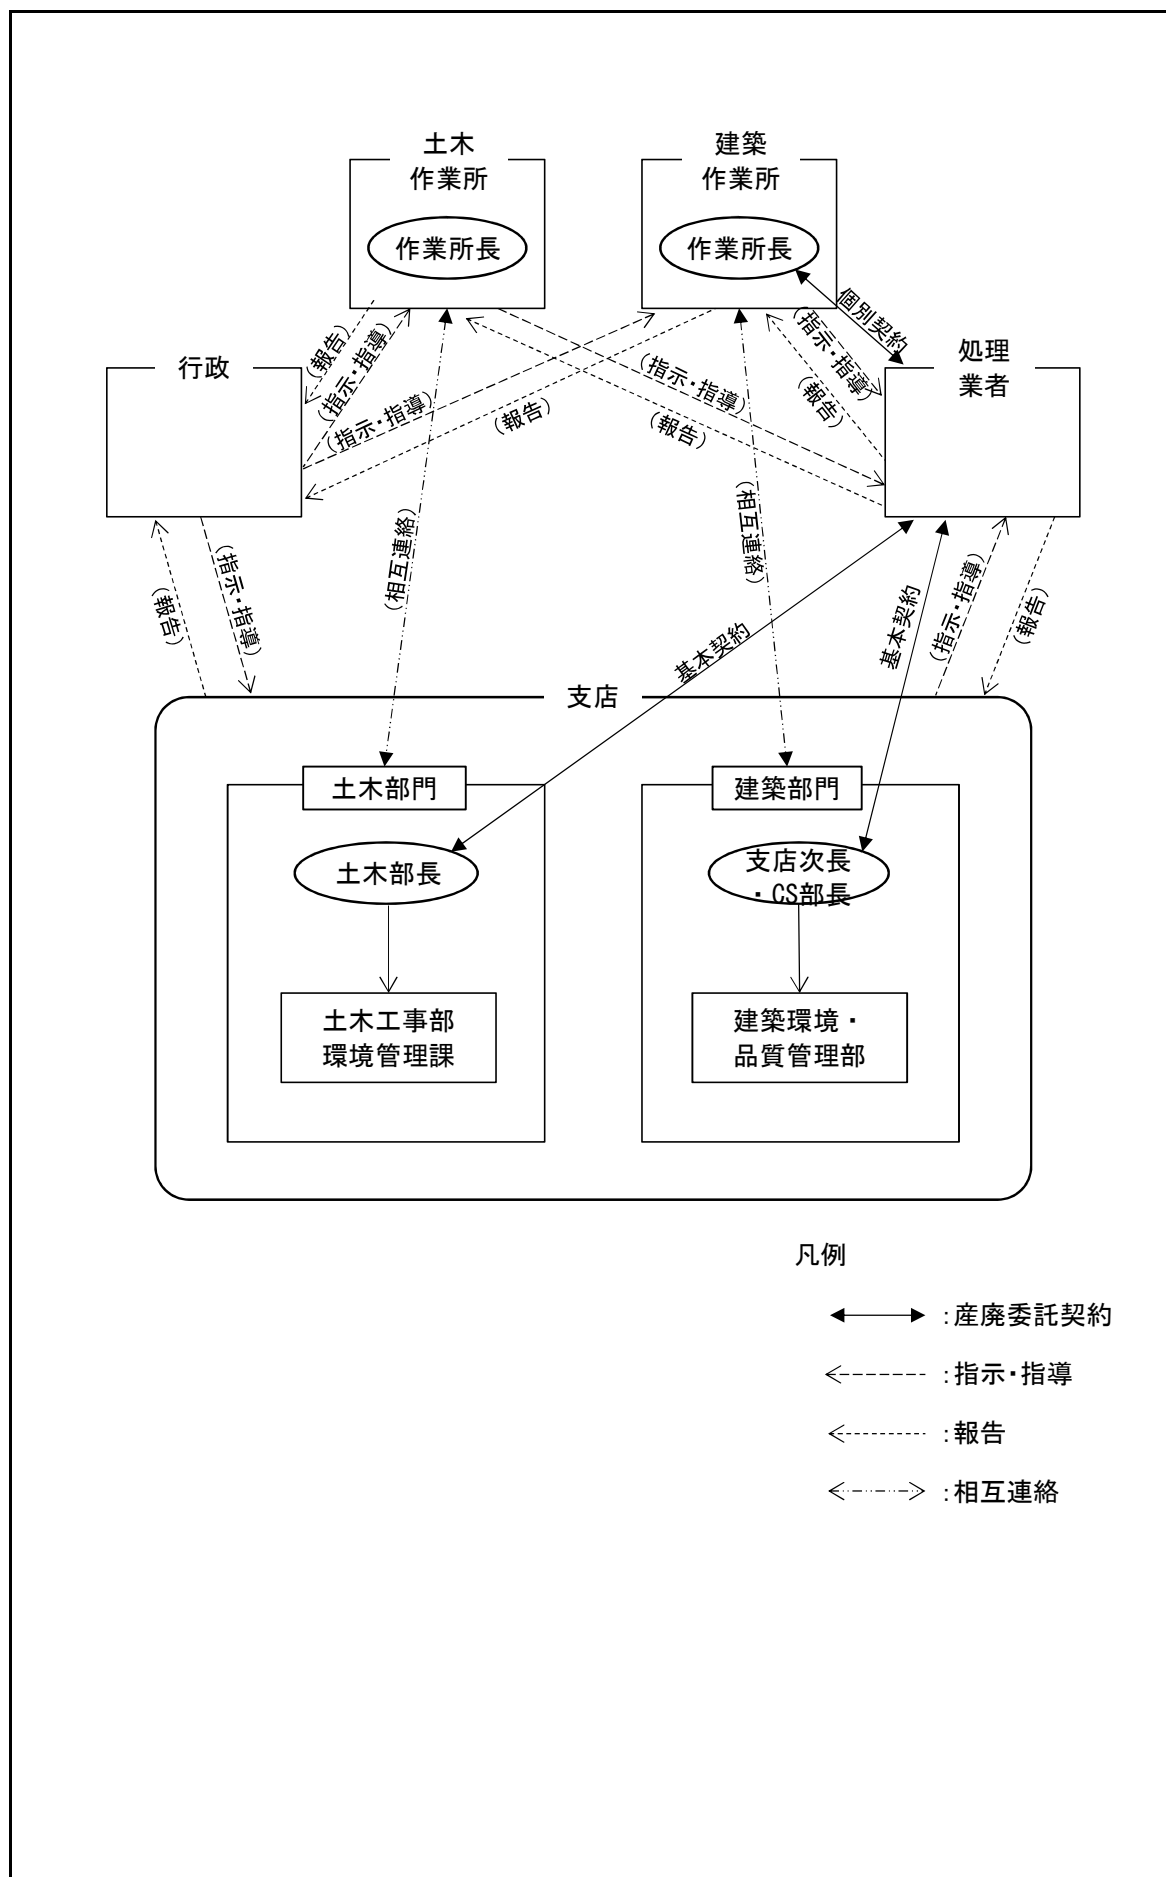 土木
作業所
作業所長
建築
作業所
作業所長
個別契約
(報告)
(指示・指導)
(指示・指導)
(報告)
(指示・指導)
(報告)
(指示・指導)
(報告)
行政
処理
業者
(相互連絡)
(相互連絡)
(報告)
(指示・指導)
基本契約
基本契約
(指示・指導)
(報告)
支店
土木部門
土木部長
土木工事部
環境管理課
建築部門
支店次長
・CS部長
建築環境・
品質管理部
凡例
:産廃委託契約
:指示・指導
:報告
:相互連絡